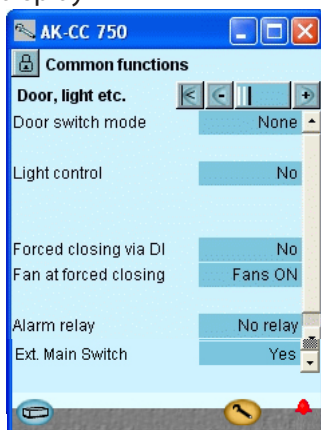 AK-CC 750
Common functions
Door, light etc.
Door switch mode None
Light control No
Forced closing via DI No
Fan at forced closing Fans ON
Alarm relay No relay
Ext. Main Switch Yes